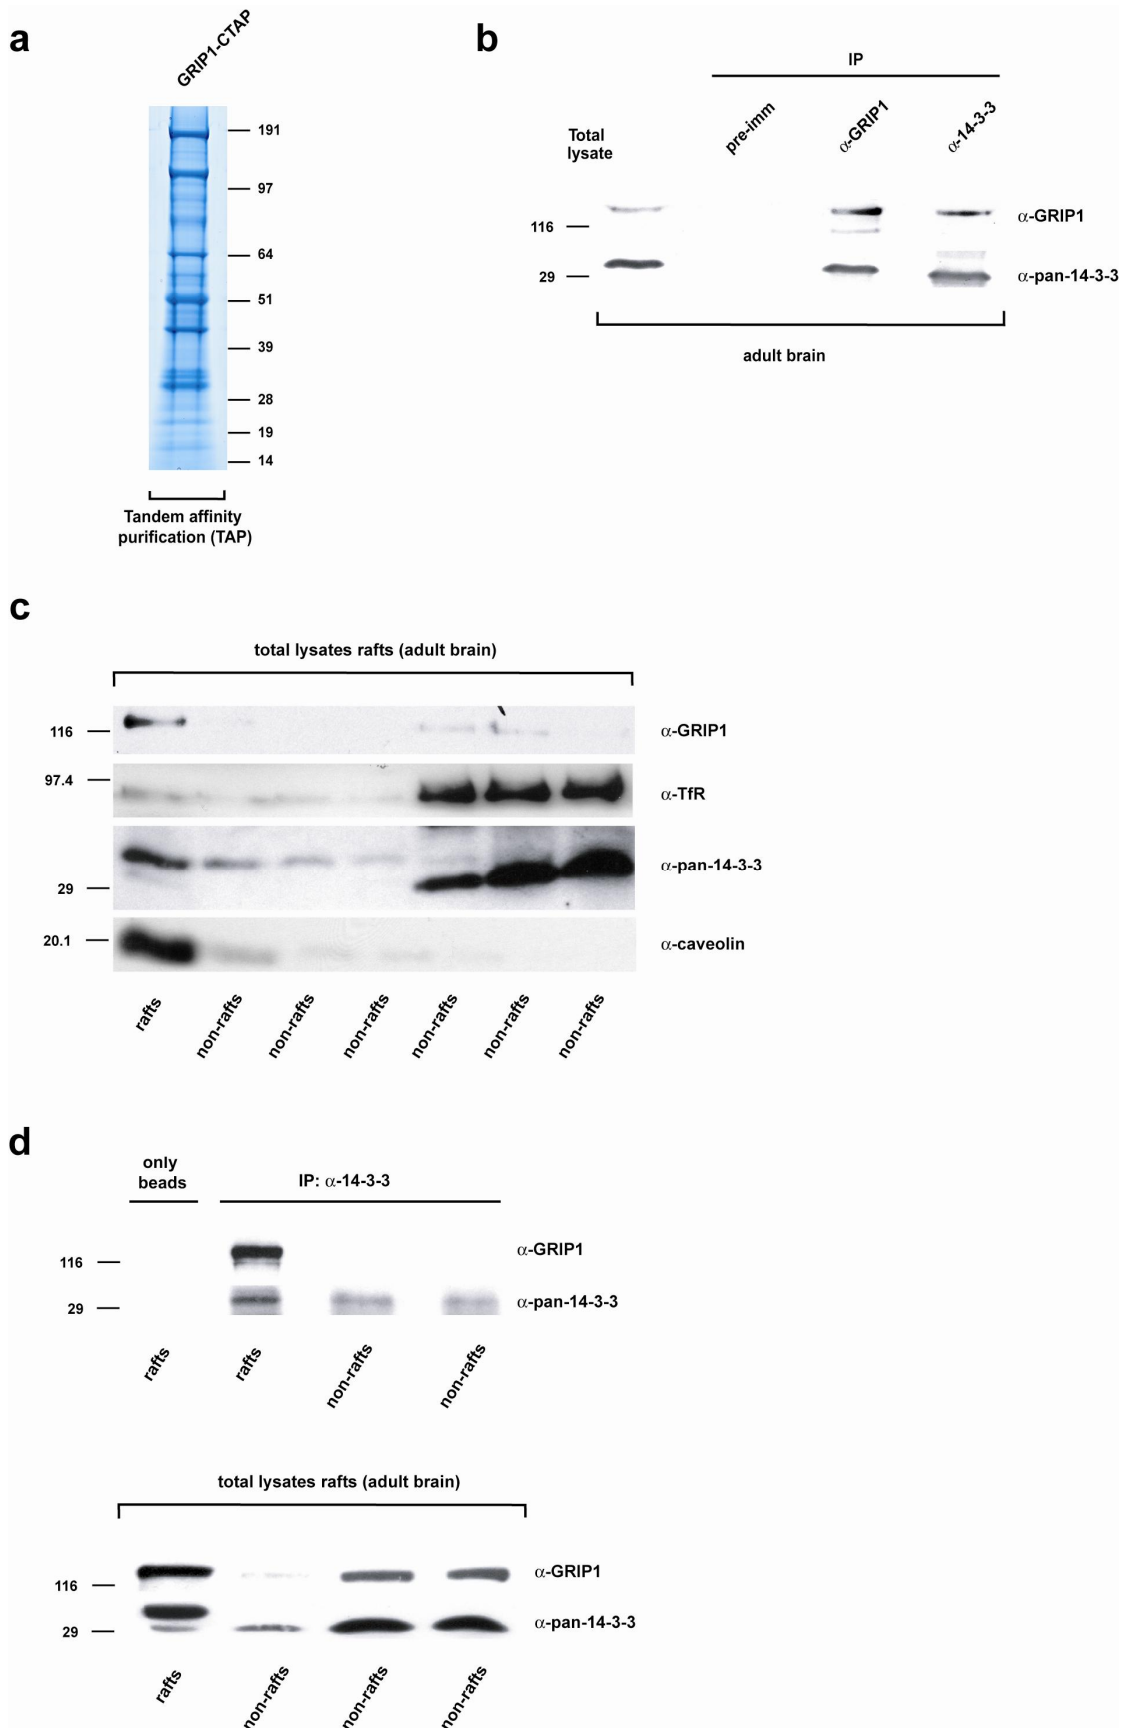 a
GRIP1-CTAP
191
97
64
51
39
28
19
14
Tandem affinity
purification (TAP)
b
IP
Total
lysate
pre-imm
α-GRIP1
α-14-3-3
116
α-GRIP1
29
α-pan-14-3-3
adult brain
c
total lysates rafts (adult brain)
116
α-GRIP1
97.4
α-TfR
α-pan-14-3-3
29
20.1
α-caveolin
rafts
non-rafts
non-rafts
non-rafts
non-rafts
non-rafts
non-rafts
d
only
beads
IP: α-14-3-3
α-GRIP1
116
α-pan-14-3-3
29
rafts
rafts
non-rafts
non-rafts
total lysates rafts (adult brain)
α-GRIP1
116
α-pan-14-3-3
29
rafts
non-rafts
non-rafts
non-rafts